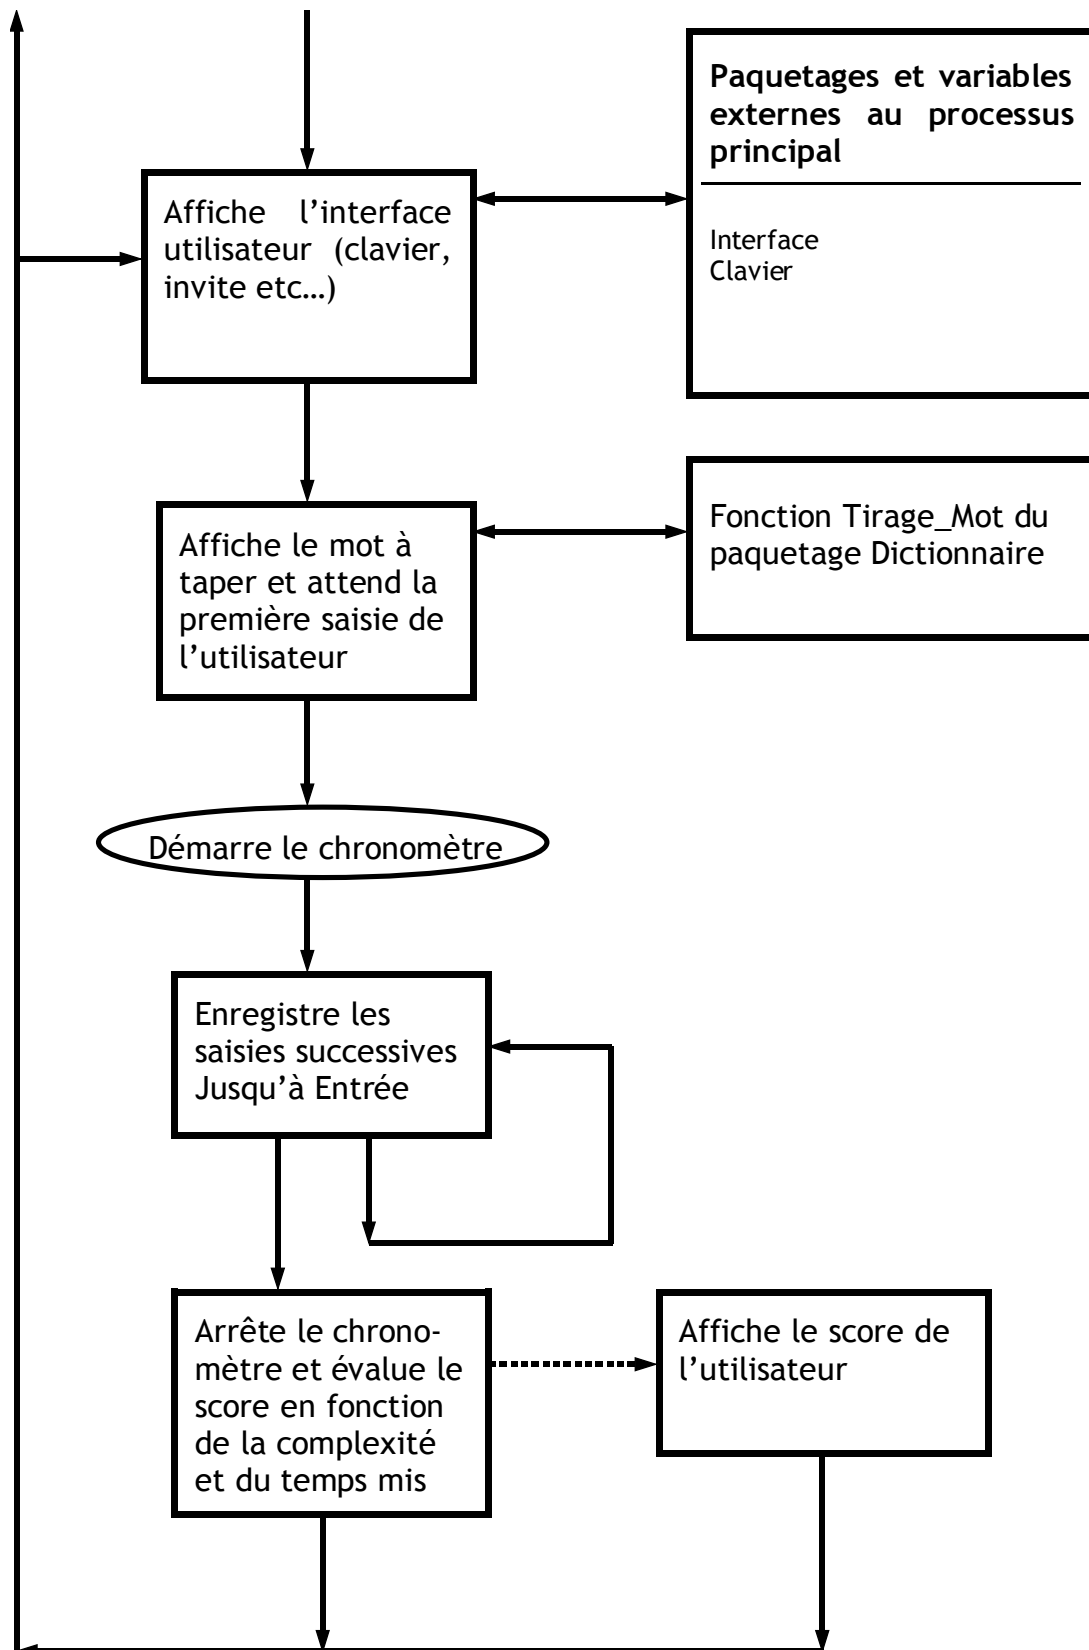 Paquetages et variables
externes au processus
principal
Affiche l’interface
utilisateur (clavier,
invite etc…)
Interface
Clavier
Affiche le mot à
taper et attend la
première saisie de
l’utilisateur
Fonction Tirage_Mot du
paquetage Dictionnaire
Démarre le chronomètre
Enregistre les
saisies successives
Jusqu’à Entrée
Arrête le chrono-
mètre et évalue le
score en fonction
de la complexité
et du temps mis
Affiche le score de
l’utilisateur